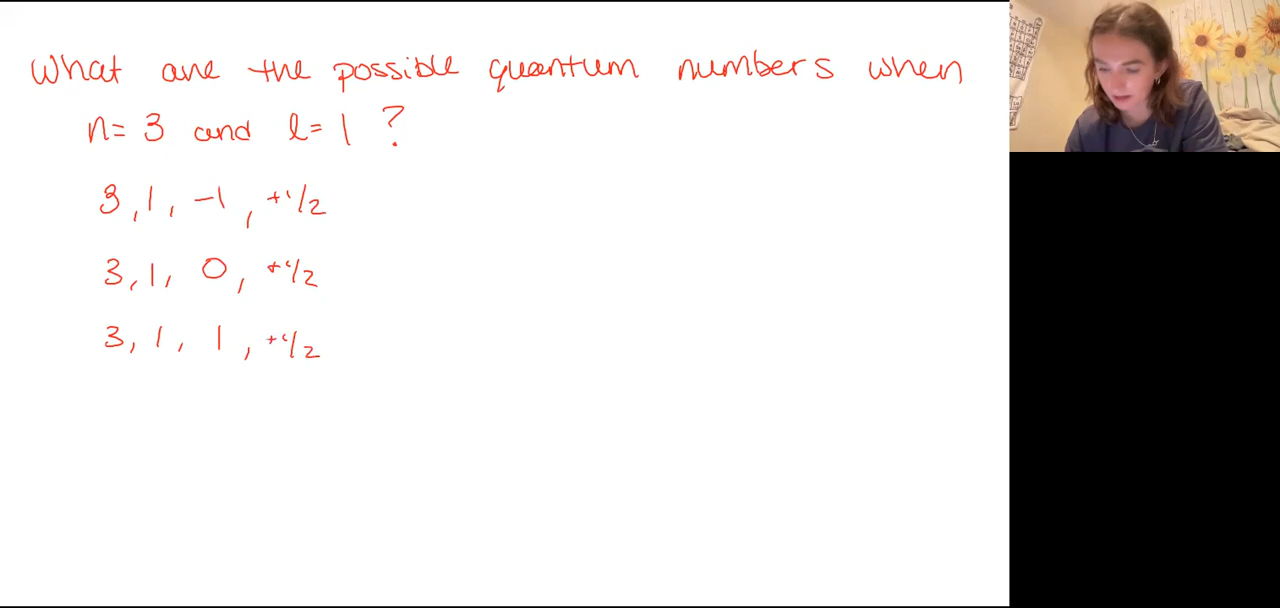 What are the possible quantum numbers when
n= 3 and l= 1 ?
3, 1, -1, +1/2
3, 1, 0, +1/2
3, 1, 1, +1/2